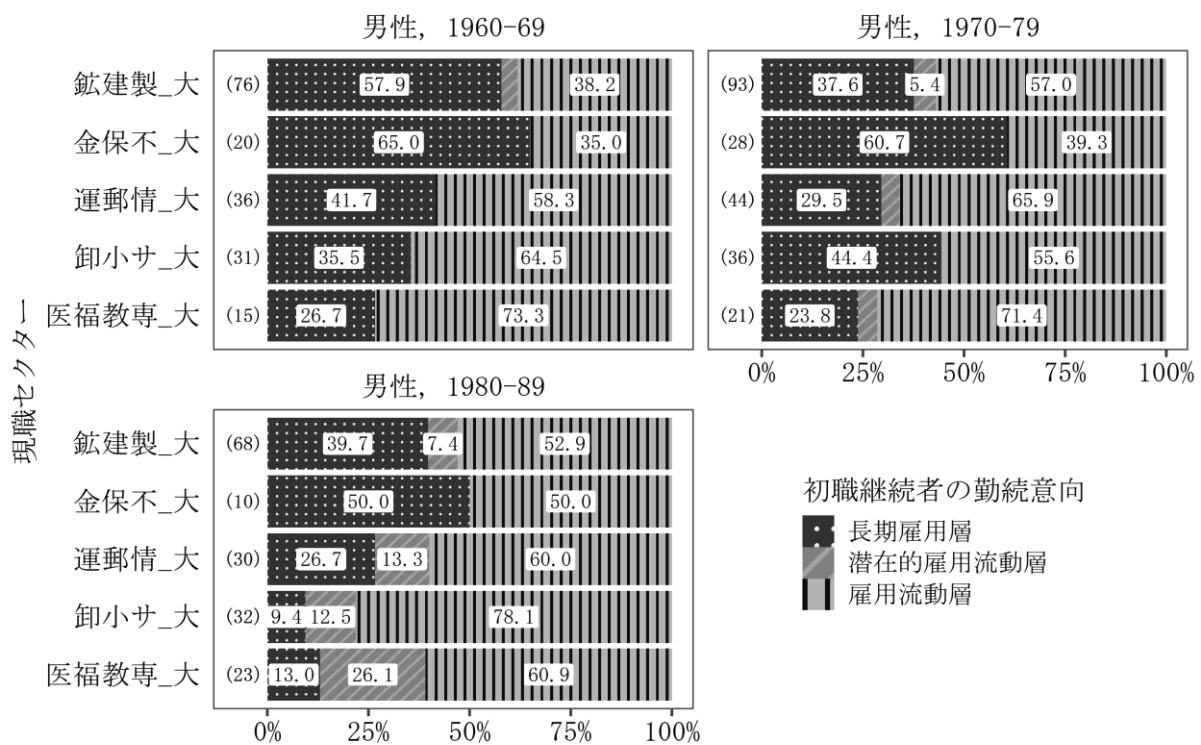 男性, 1960-69
鉱建製_大 (76) 57.9 38.2
金保不_大 (20) 65.0 35.0
運郵情_大 (36) 41.7 58.3
卸小サ_大 (31) 35.5 64.5
医福教専_大 (15) 26.7 73.3
男性, 1970-79
(93) 37.6 5.4 57.0
(28) 60.7 39.3
(44) 29.5 65.9
(36) 44.4 55.6
(21) 23.8 71.4
0% 25% 50% 75% 100%
現職セクター
男性, 1980-89
鉱建製_大 (68) 39.7 7.4 52.9
金保不_大 (10) 50.0 50.0
運郵情_大 (30) 26.7 13.3 60.0
卸小サ_大 (32) 9.4 12.5 78.1
医福教専_大 (23) 13.0 26.1 60.9
0% 25% 50% 75% 100%
初職継続者の勤続意向
長期雇用層
潜在的雇用流動層
雇用流動層